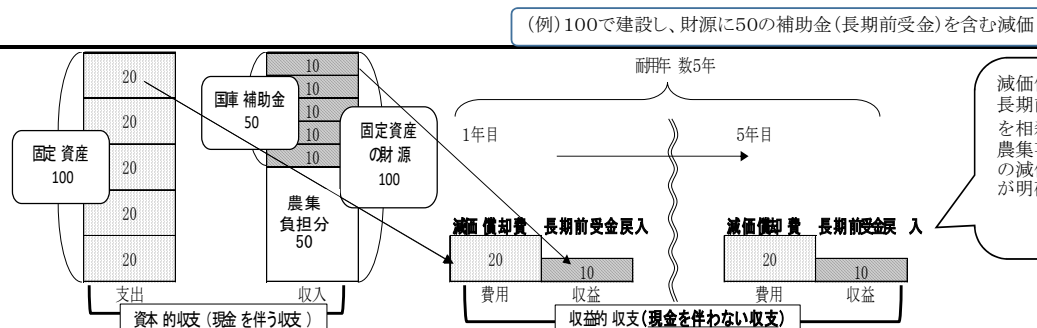 (例)100で建設し、財源に50の補助金(長期前受金)を含む減価
20
20
20
20
20
固定資産
100
支出
10
10
10
10
10
国庫補助金
50
固定資産
の財源
100
農集
負担分
50
収入
資本的収支(現金を伴う収支)
耐用年数5年
1年目
5年目
減価償却費 長期前受金戻入
20
10
費用
収益
減価償却費 長期前受金戻入
20
10
費用
収益
収益的収支(現金を伴わない収支)
減価償
長期前
を相
農集
の減価
が明